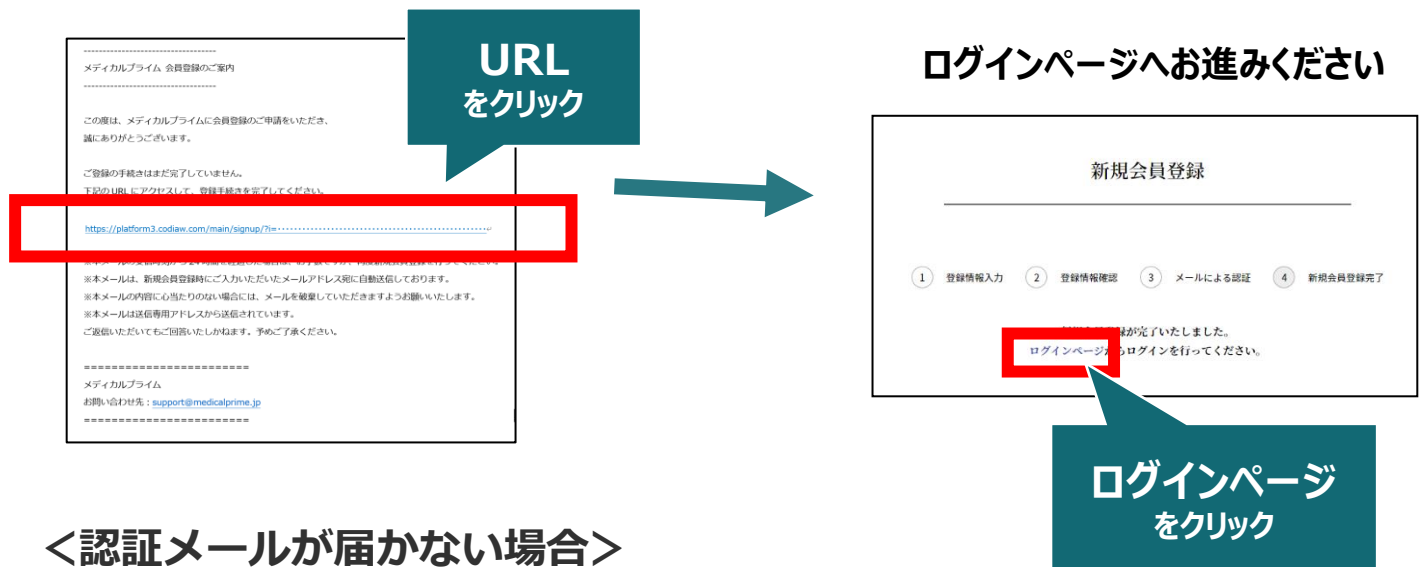 ----------------------------------
メディカルプライム 会員登録のご案内
----------------------------------
この度は、メディカルプライムに会員登録のご申請をいただき、
誠にありがとうございます。
ご登録の手続きはまだ完了していません。
下記の URL にアクセスして、登録手続きを完了してください。
https://platform3.codiaw.com/main/signup/?i=・・・・・・・・・・・・・・・・・・・・・・・・・・・・・・・・・・・・・・・・・・・・・・・・・・・
※本メールは、新規会員登録時にご入力いただいたメールアドレス宛に自動送信しております。
※本メールの内容に心当たりのない場合には、メールを破棄していただきますようお願いいたします。
※本メールは送信専用アドレスから送信されています。
ご返信いただいてもご回答いたしかねます。予めご了承ください。
=========================
メディカルプライム
お問い合わせ先：support@medicalprime.jp
=========================
URL
をクリック
ログインページへお進みください
新規会員登録
1 登録情報入力 2 登録情報確認 3 メールによる認証 4 新規会員登録完了
が完了いたしました。
ログインページからログインを行ってください。
ログインページ
をクリック
＜認証メールが届かない場合＞